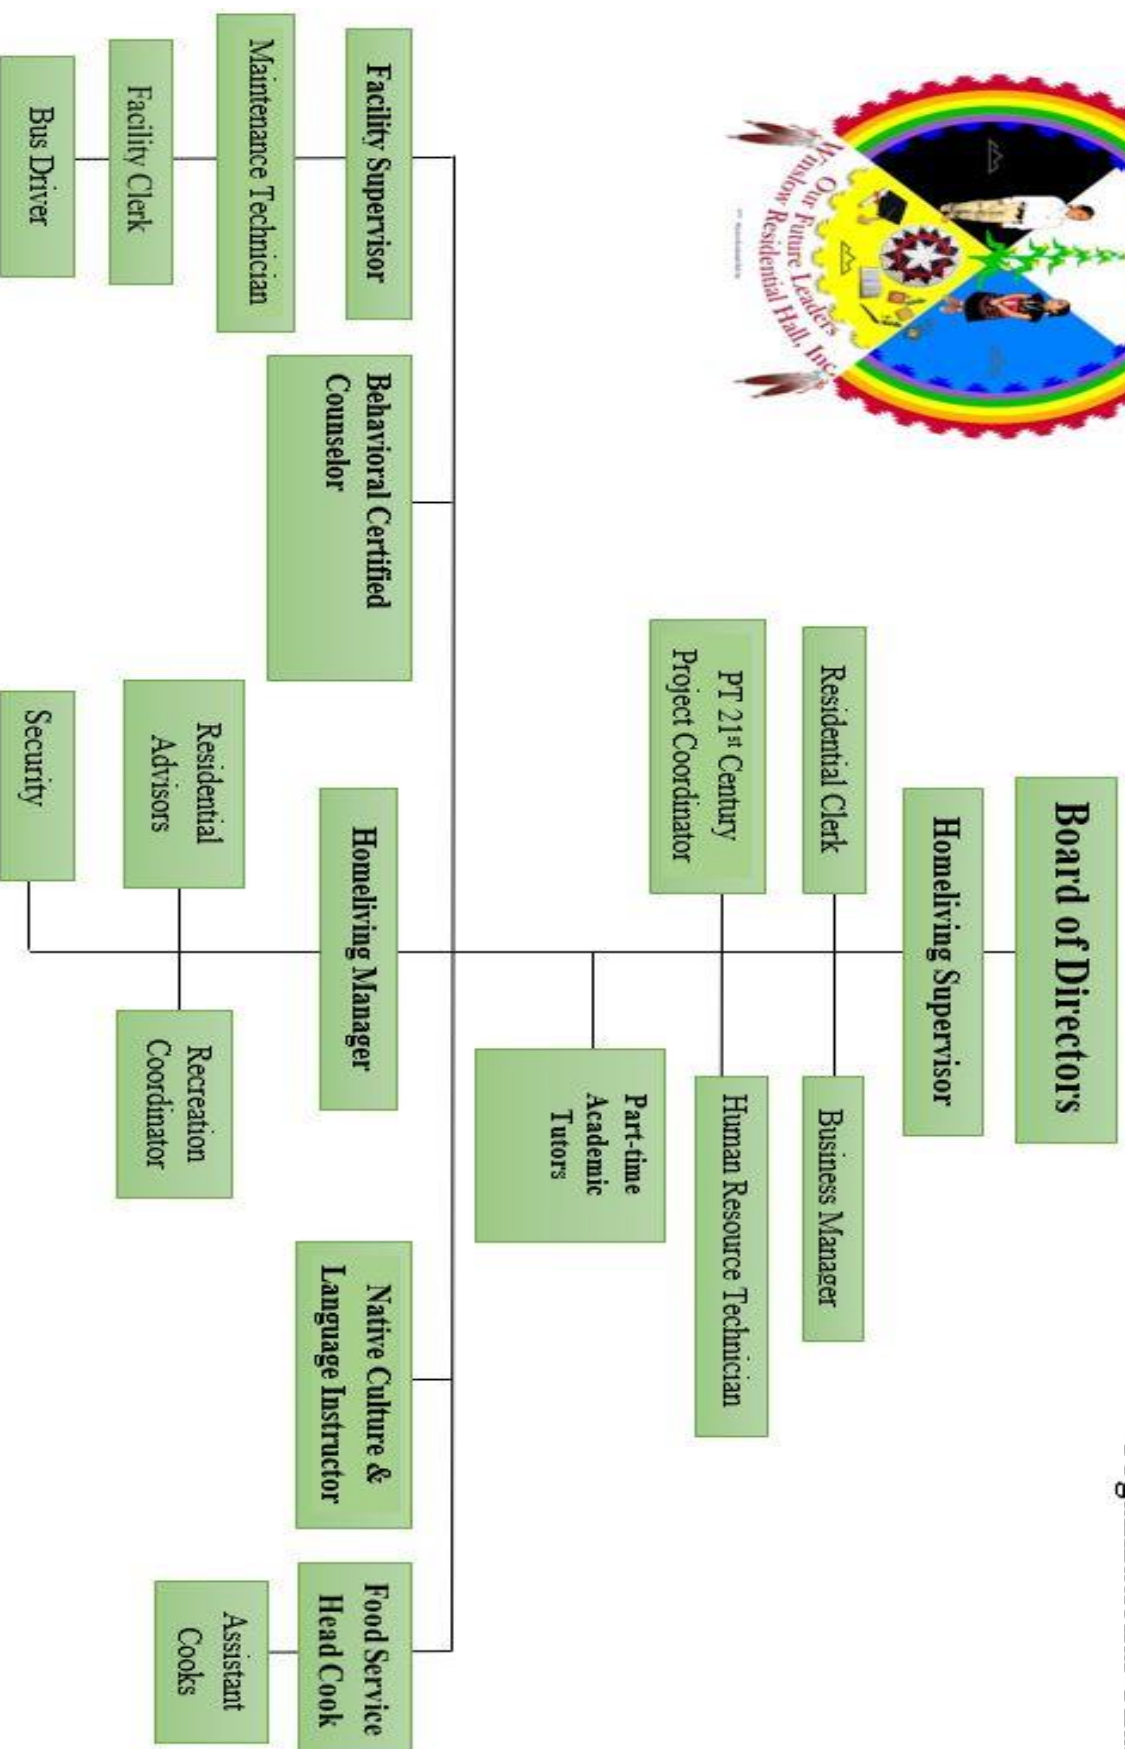 Our Future Leaders
Winslow Residential Hall, Inc.
Board of Directors
Homeliving Supervisor
Residential Clerk
Business Manager
PT 21st Century
Project Coordinator
Human Resource Technician
Part-time
Academic
Tutors
Facility Supervisor
Maintenance Technician
Facility Clerk
Bus Driver
Behavioral Certified
Counselor
Homeliving Manager
Residential
Advisors
Recreation
Coordinator
Security
Native Culture &
Language Instructor
Food Service
Head Cook
Assistant
Cooks